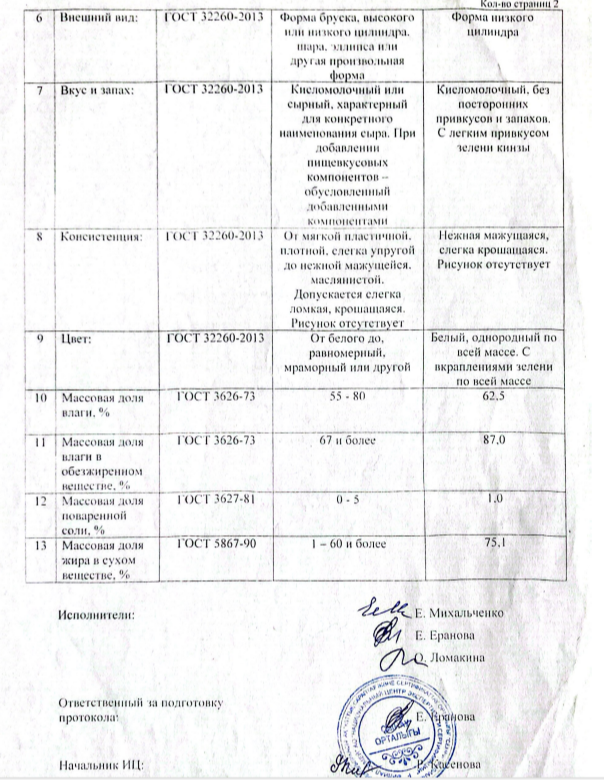 Кол-во страниц 2
6 Внешний вид: ГОСТ 32260-2013 Форма бруска, высокого Форма низкого
или низкого цилиндра, цилиндра
шара, эллипса или
другая произвольная
форма
7 Вкус и запах: ГОСТ 32260-2013 Кисломолочный или Кисломолочный, без
сырный, характерный посторонних
для конкретного привкусов и запахов.
наименования сыра. При С легким привкусом
добавлении зелени кинзы
пищевкусовых
компонентов –
обусловленный
добавленными
компонентами
8 Консистенция: ГОСТ 32260-2013 От мягкой пластичной, Нежная мажущаяся,
плотной, слегка упругой слегка крошащаяся.
до нежной мажущейся, Рисунок отсутствует
маслянистой.
Допускается слегка
ломкая, крошащаяся.
Рисунок отсутствует
9 Цвет: ГОСТ 32260-2013 От белого до, Белый, однородный по
равномерный, всей массе. С
мраморный или другой вкраплениями зелени
по всей массе
10 Массовая доля ГОСТ 3626-73 55 - 80 62,5
влаги, %
11 Массовая доля ГОСТ 3626-73 67 и более 87,0
влаги в
обезжиренном
веществе, %
12 Массовая доля ГОСТ 3627-81 0 - 5 1,0
поваренной
соли, %
13 Массовая доля ГОСТ 5867-90 1 – 60 и более 75,1
жира в сухом
веществе, %
Исполнители: Е. Михальченко
Е. Еранова
О. Ломакина
Ответственный за подготовку
протокола: Е. Еранова
ОРТАЛЫҒЫ
Начальник ИЦ: Касенова